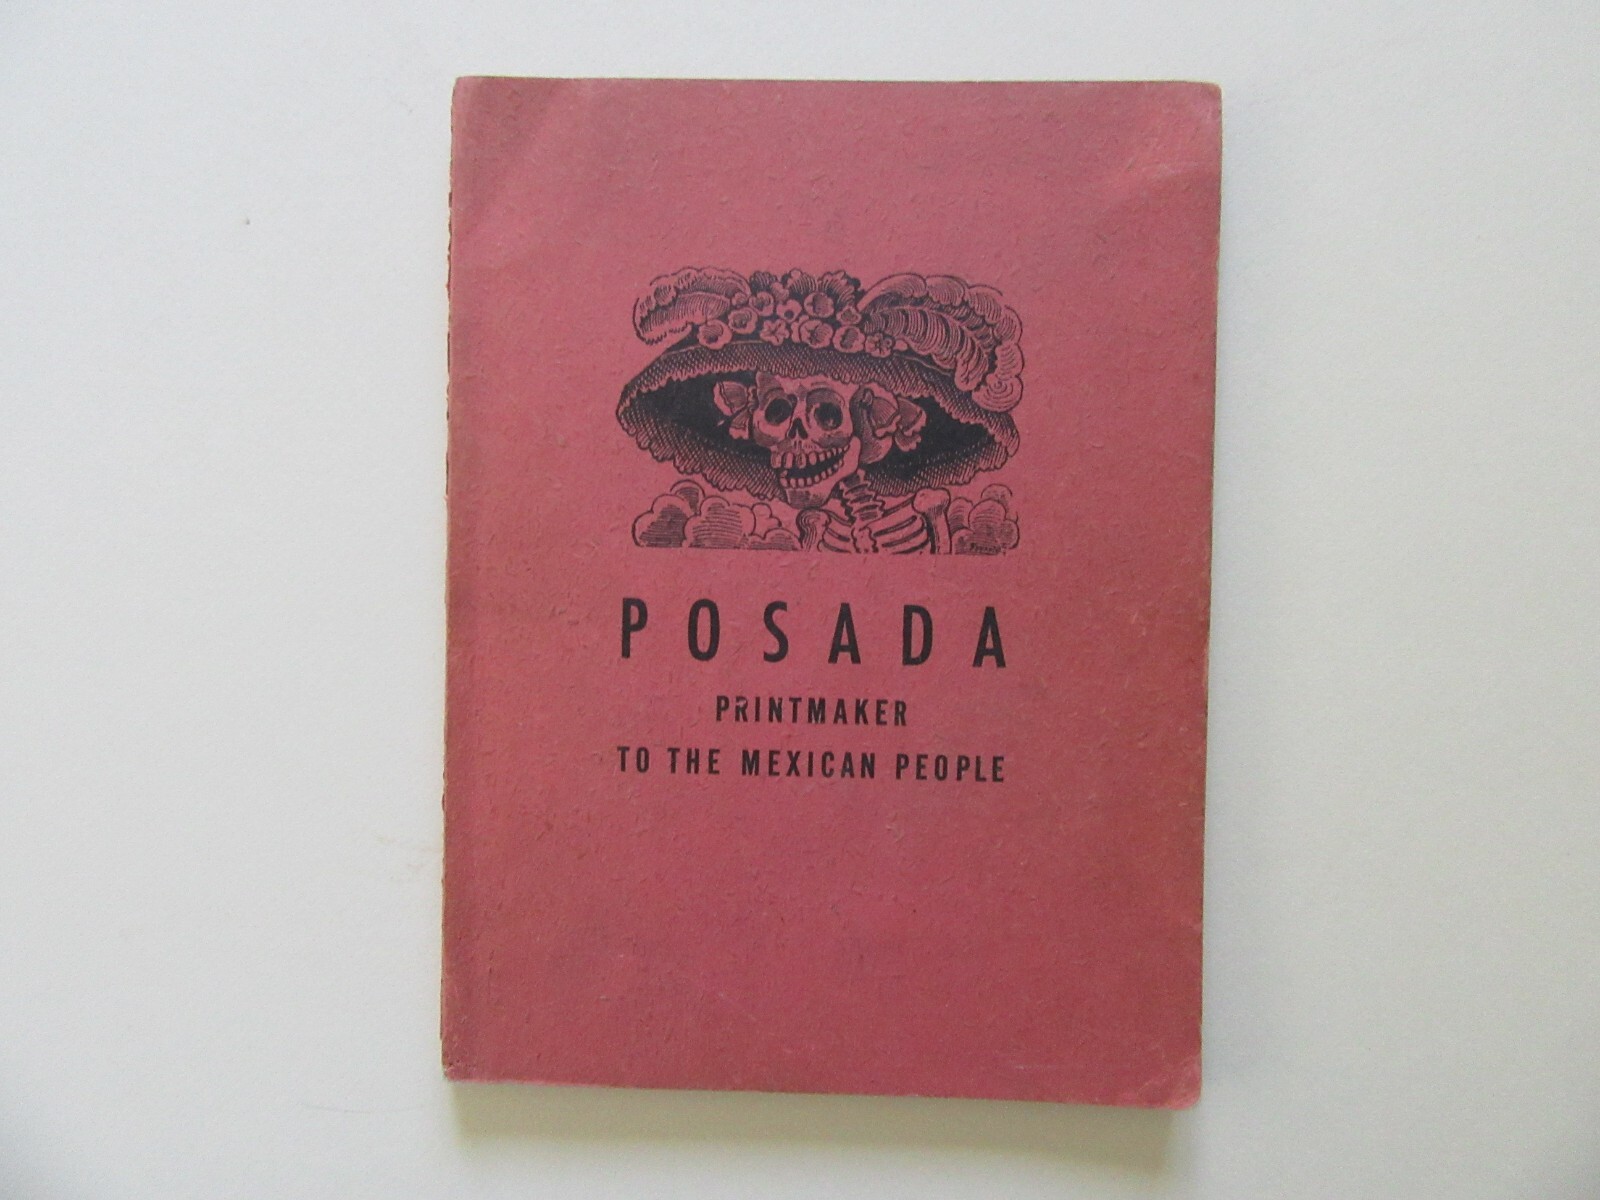 POSADA
PRINTMAKER
TO THE MEXICAN PEOPLE